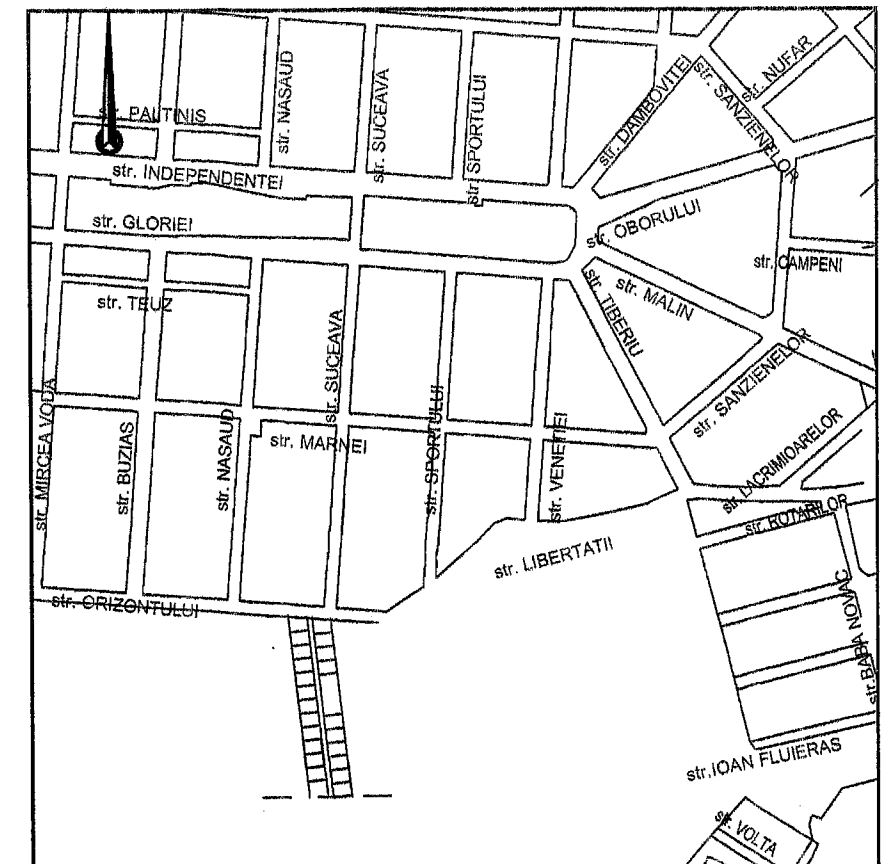 str. PALTINIS
str. NASAUD
str. SUCEAVA
str. SPORTULUI
str. DAMBOVITEI
str. SANZIENELOR
str. NUFAR
str. INDEPENDENTEI
str. GLORIEI
str. OBORULUI
str. CAMPENI
str. TEUZ
str. TIBERIU
str. MALIN
str. SUCEAVA
str. SANZIENELOR
str. MIRCEA VODA
str. BUZIAS
str. NASAUD
str. MARNEI
str. SPORTULUI
str. VENETIEI
str. LACRIMIOARELOR
str. ROTARILOR
str. LIBERTATII
str. ORIZONTULUI
str.BABA NOVAC
str.IOAN FLUIERAS
str. VOLTA